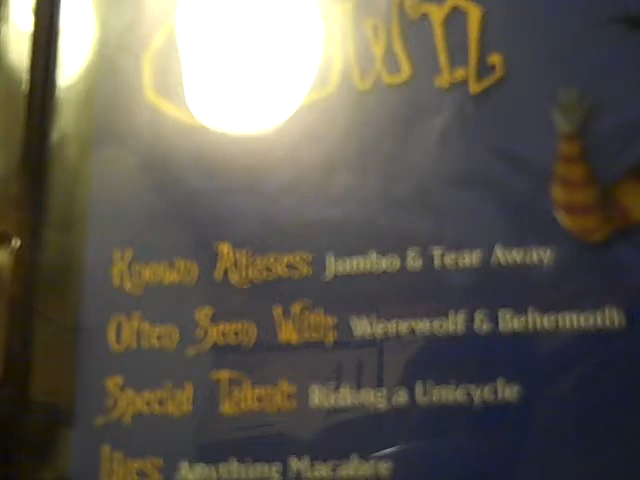 Known Aliases: Jumbo & Tear Away
Often Seen With: Werewolf & Behemoth
Special Talent: Riding a Unicycle
Likes: Anything Macabre